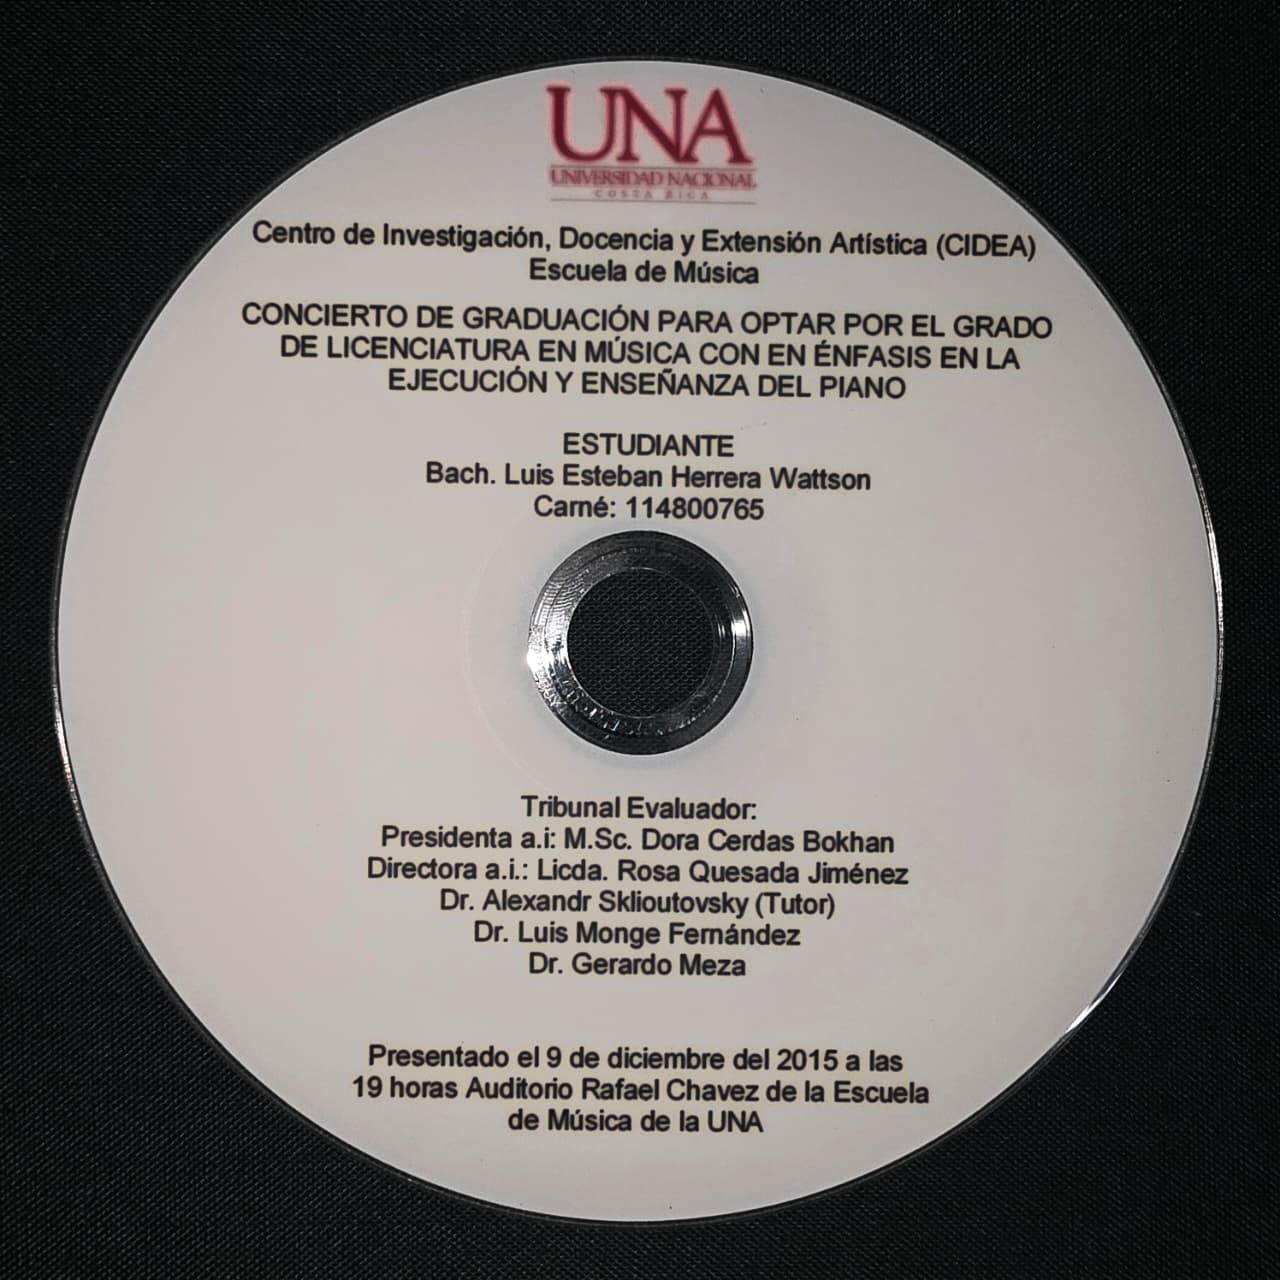 UNA
UNIVERSIDAD NACIONAL
COSTA RICA
Centro de Investigación, Docencia y Extensión Artística (CIDEA)
Escuela de Música
CONCIERTO DE GRADUACIÓN PARA OPTAR POR EL GRADO
DE LICENCIATURA EN MÚSICA CON EN ÉNFASIS EN LA
EJECUCIÓN Y ENSEÑANZA DEL PIANO
ESTUDIANTE
Bach. Luis Esteban Herrera Wattson
Carné: 114800765
Tribunal Evaluador:
Presidenta a.i: M.Sc. Dora Cerdas Bokhan
Directora a.i.: Licda. Rosa Quesada Jiménez
Dr. Alexandr Sklioutovsky (Tutor)
Dr. Luis Monge Fernández
Dr. Gerardo Meza
Presentado el 9 de diciembre del 2015 a las
19 horas Auditorio Rafael Chavez de la Escuela
de Música de la UNA